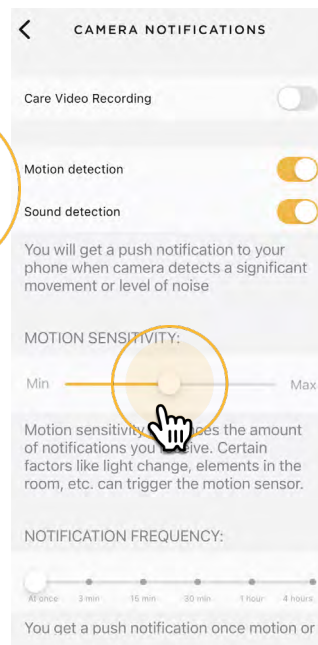 CAMERA NOTIFICATIONS
Care Video Recording
Motion detection
Sound detection
You will get a push notification to your
phone when camera detects a significant
movement or level of noise
MOTION SENSITIVITY:
Min Max
Motion sensitivity the amount
of notifications you receive. Certain
factors like light change, elements in the
room, etc. can trigger the motion sensor.
NOTIFICATION FREQUENCY:
At once 3 min 15 min 30 min 1 hour 4 hours
You get a push notification once motion or